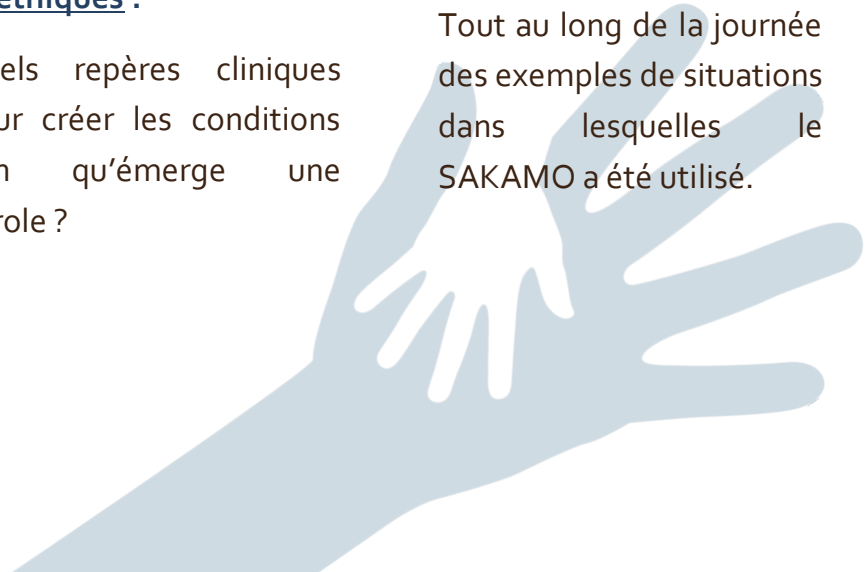 éthiques :
els repères cliniques
ur créer les conditions
n qu'émerge une
role ?
Tout au long de la journée
des exemples de situations
dans lesquelles le
SAKAMO a été utilisé.